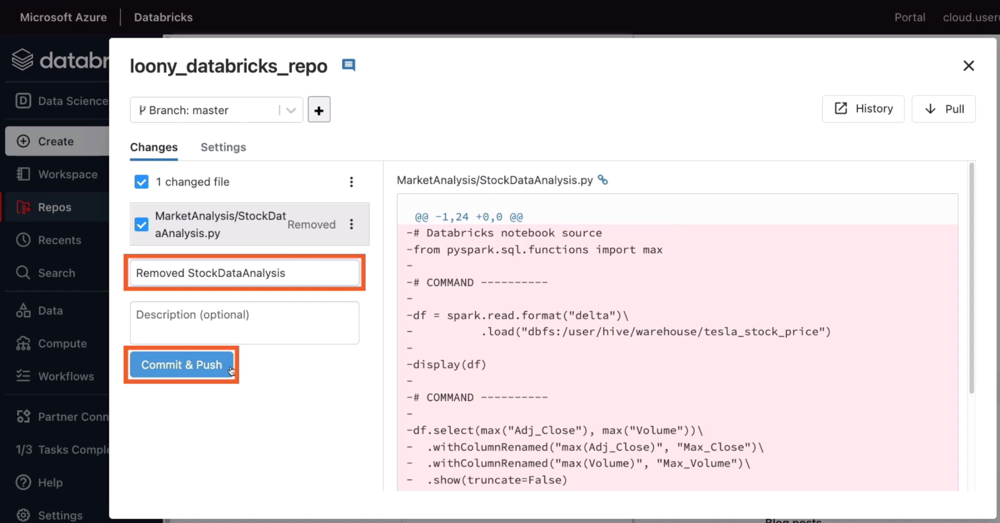 Microsoft Azure
Databricks
Portal
cloud.user
databr
loony_databricks_repo
Data Science
Branch: master
+
History
Pull
Create
Changes
Settings
Workspace
1 changed file
MarketAnalysis/StockDat
aAnalysis.py
Removed
Repos
Recents
Removed StockDataAnalysis
Search
Description (optional)
Data
Compute
Commit & Push
Workflows
Partner Conn
1/3 Tasks Comple
Help
Settings
MarketAnalysis/StockDataAnalysis.py
@@ -1,24 +0,0 @@
-# Databricks notebook source
-from pyspark.sql.functions import max
-
-# COMMAND ----------
-
-df = spark.read.format("delta")\
-          .load("dbfs:/user/hive/warehouse/tesla_stock_price")
-
-display(df)
-
-# COMMAND ----------
-
-df.select(max("Adj_Close"), max("Volume"))\
-  .withColumnRenamed("max(Adj_Close)", "Max_Close")\
-  .withColumnRenamed("max(Volume)", "Max_Volume")\
-  .show(truncate=False)
Blog posts